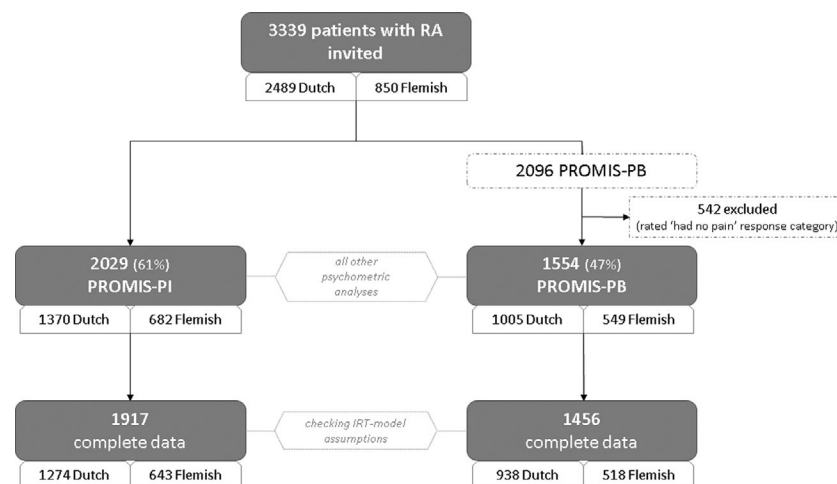 3339 patients with RA
invited
2489 Dutch
850 Flemish
2096 PROMIS-PB
542 excluded
(rated 'had no pain' response category)
2029 (61%)
PROMIS-PI
1370 Dutch
682 Flemish
all other
psychometric
analyses
1554 (47%)
PROMIS-PB
1005 Dutch
549 Flemish
1917
complete data
1274 Dutch
643 Flemish
checking IRT-model
assumptions
1456
complete data
938 Dutch
518 Flemish